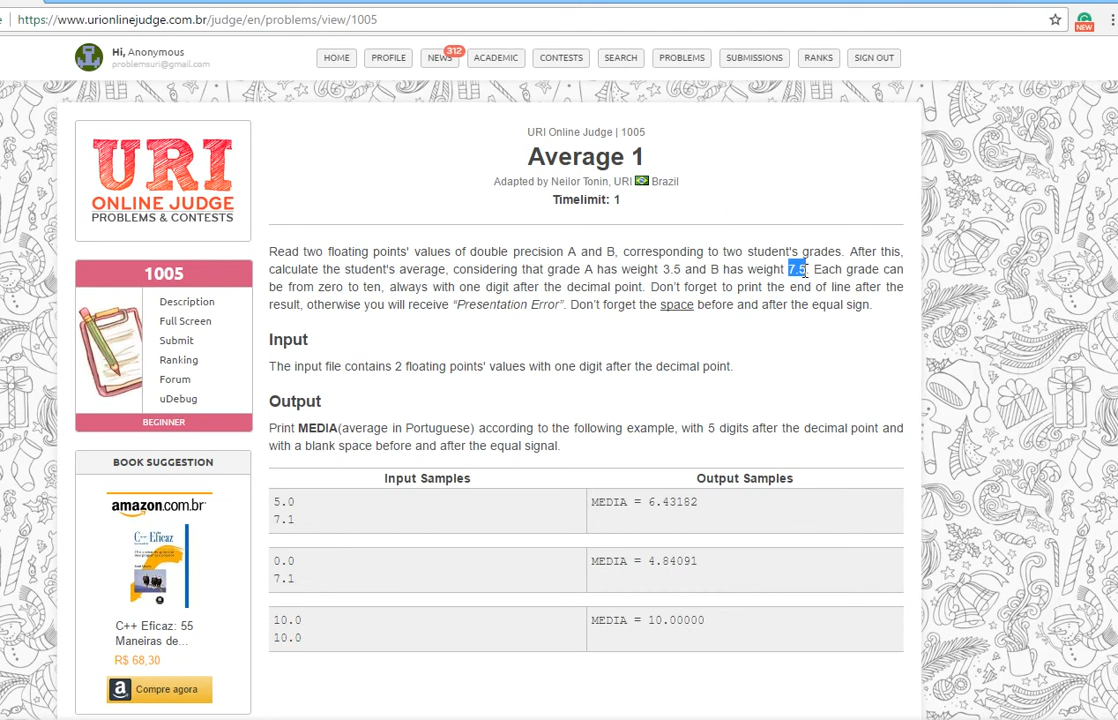 https://www.urionlinejudge.com.br/judge/en/problems/view/1005
NEW
Hi, Anonymous
problemsuri@gmail.com
HOME
PROFILE
NEWS
312
ACADEMIC
CONTESTS
SEARCH
PROBLEMS
SUBMISSIONS
RANKS
SIGN OUT
URI
ONLINE JUDGE
PROBLEMS & CONTESTS
1005
Description
Full Screen
Submit
Ranking
Forum
uDebug
BEGINNER
BOOK SUGGESTION
amazon.com.br
C++ Eficaz
C++ Eficaz: 55
Maneiras de...
R$ 68,30
a Compre agora
URI Online Judge | 1005
Average 1
Adapted by Neilor Tonin, URI Brazil
Timelimit: 1
Read two floating points' values of double precision A and B, corresponding to two student's grades. After this,
calculate the student's average, considering that grade A has weight 3.5 and B has weight 7.5. Each grade can
be from zero to ten, always with one digit after the decimal point. Don’t forget to print the end of line after the
result, otherwise you will receive “Presentation Error”. Don’t forget the space before and after the equal sign.
Input
The input file contains 2 floating points' values with one digit after the decimal point.
Output
Print MEDIA(average in Portuguese) according to the following example, with 5 digits after the decimal point and
with a blank space before and after the equal signal.
Input Samples
Output Samples
5.0
7.1
MEDIA = 6.43182
0.0
7.1
MEDIA = 4.84091
10.0
10.0
MEDIA = 10.00000